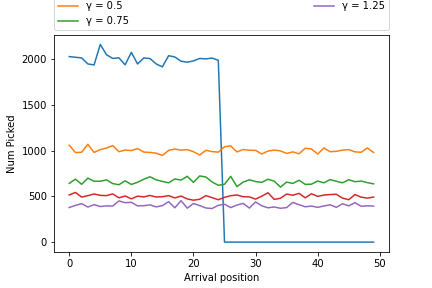 γ = 0.5 γ = 1.25
γ = 0.75
2000
1500
1000
500
0
0 10 20 30 40 50
Num Picked
Arrival position